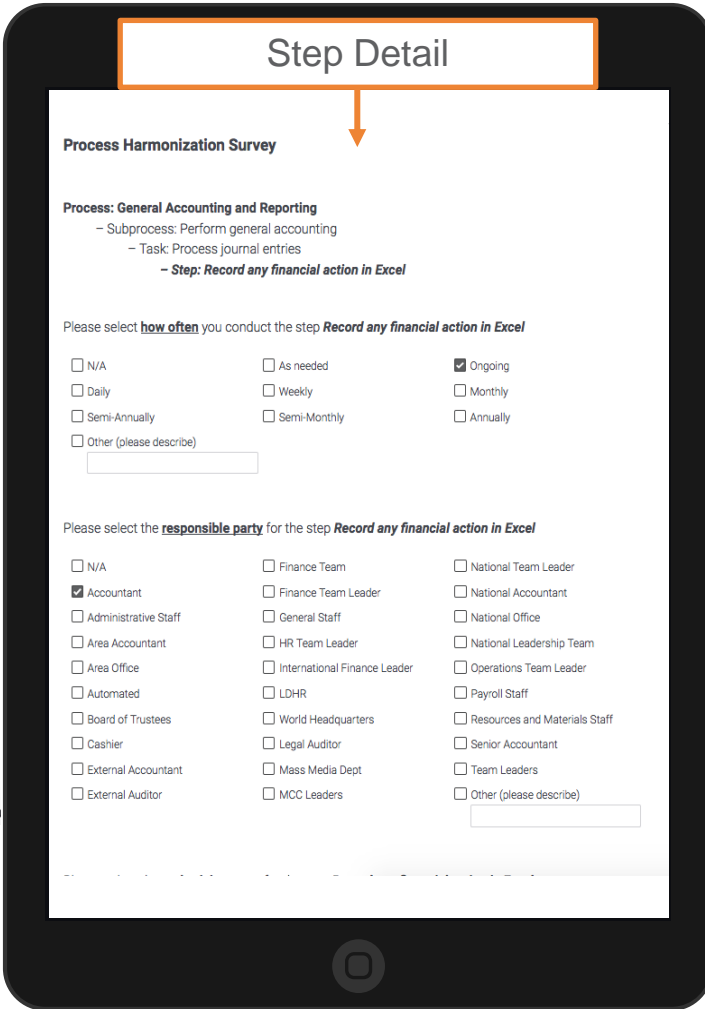 Step Detail
Process Harmonization Survey
Process: General Accounting and Reporting
– Subprocess: Perform general accounting
– Task: Process journal entries
– Step: Record any financial action in Excel
Please select how often you conduct the step Record any financial action in Excel
N/A As needed Ongoing
Daily Weekly Monthly
Semi-Annually Semi-Monthly Annually
Other (please describe)
Please select the responsible party for the step Record any financial action in Excel
N/A Finance Team National Team Leader
Accountant Finance Team Leader National Accountant
Administrative Staff General Staff National Office
Area Accountant HR Team Leader National Leadership Team
Area Office International Finance Leader Operations Team Leader
Automated LDHR Payroll Staff
Board of Trustees World Headquarters Resources and Materials Staff
Cashier Legal Auditor Senior Accountant
External Accountant Mass Media Dept Team Leaders
External Auditor MCC Leaders Other (please describe)